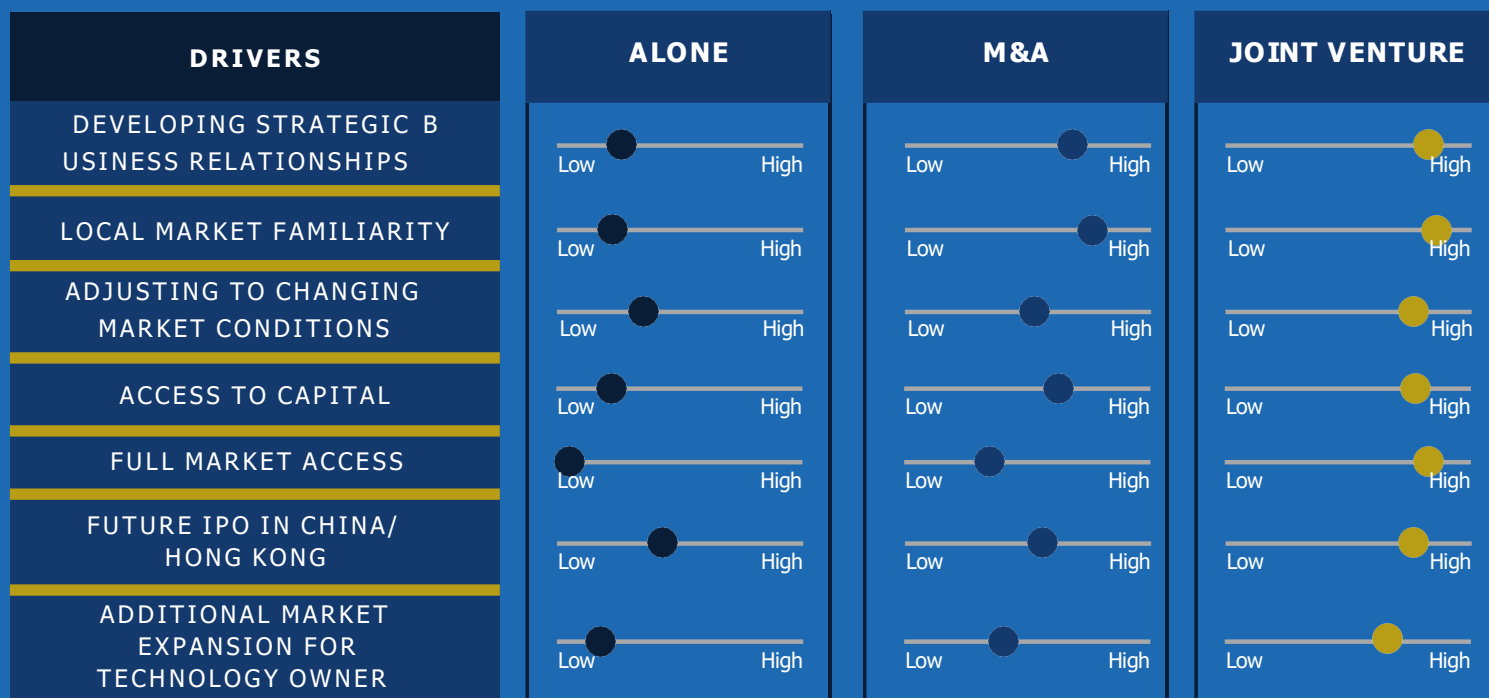 DRIVERS
ALONE
M&A
JOINT VENTURE
DEVELOPING STRATEGIC B
USINESS RELATIONSHIPS
Low High Low High Low High
LOCAL MARKET FAMILIARITY
Low High Low High Low High
ADJUSTING TO CHANGING
MARKET CONDITIONS
Low High Low High Low High
ACCESS TO CAPITAL
Low High Low High Low High
FULL MARKET ACCESS
Low High Low High Low High
FUTURE IPO IN CHINA/
HONG KONG
Low High Low High Low High
ADDITIONAL MARKET
EXPANSION FOR
TECHNOLOGY OWNER
Low High Low High Low High